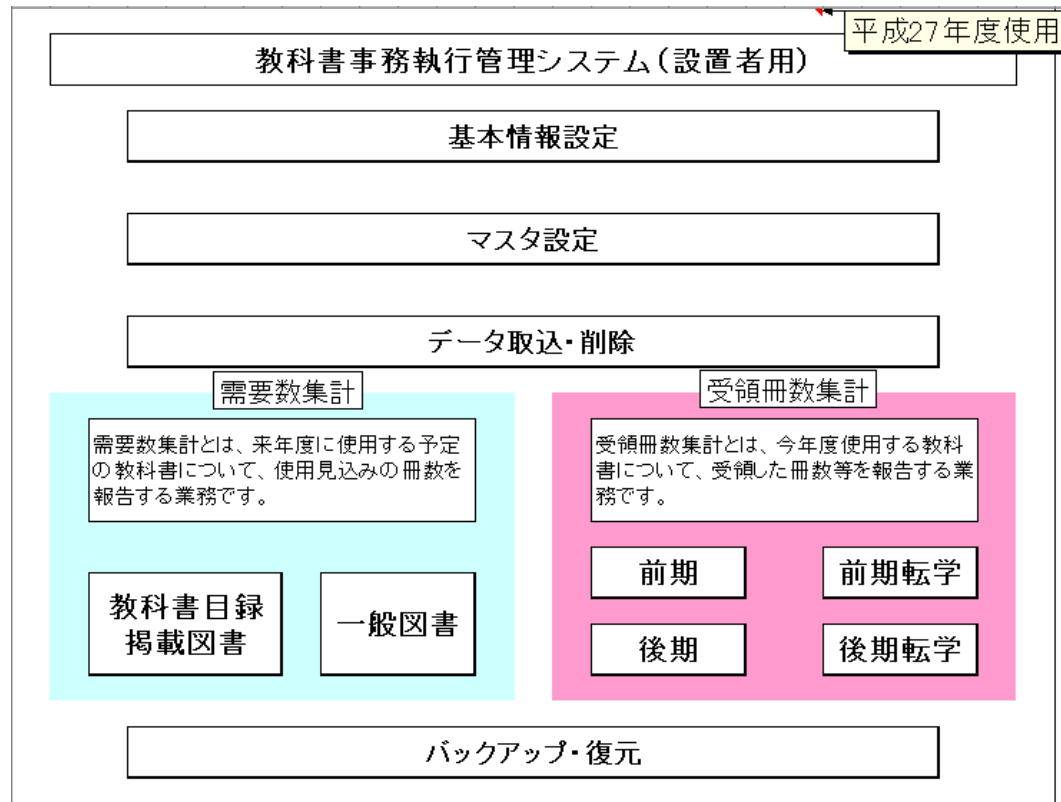 平成27年度使用
教科書事務執行管理システム(設置者用)
基本情報設定
マスタ設定
データ取込・削除
需要数集計
需要数集計とは、来年度に使用する予定
の教科書について、使用見込みの冊数を
報告する業務です。
教科書目録
掲載図書
一般図書
受領冊数集計
受領冊数集計とは、今年度使用する教科
書について、受領した冊数等を報告する業
務です。
前期
前期転学
後期
後期転学
バックアップ・復元